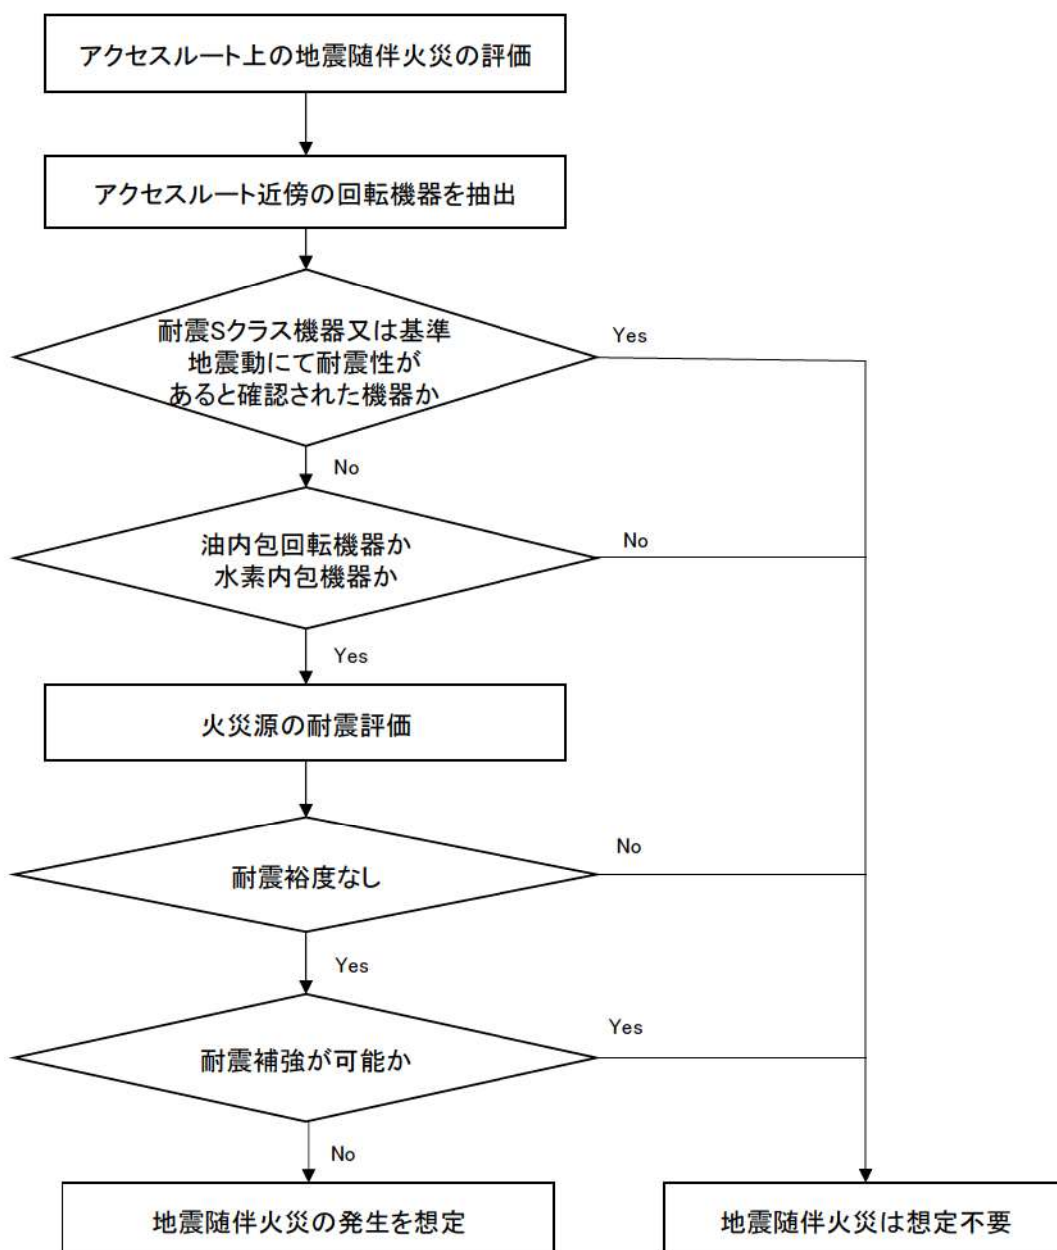 アクセスルート上の地震随伴火災の評価
アクセスルート近傍の回転機器を抽出
耐震Sクラス機器又は基準
地震動にて耐震性が
あると確認された機器か
Yes
No
油内包回転機器か
水素内包機器か
No
Yes
火災源の耐震評価
耐震裕度なし
No
Yes
耐震補強が可能か
Yes
No
地震随伴火災の発生を想定
地震随伴火災は想定不要